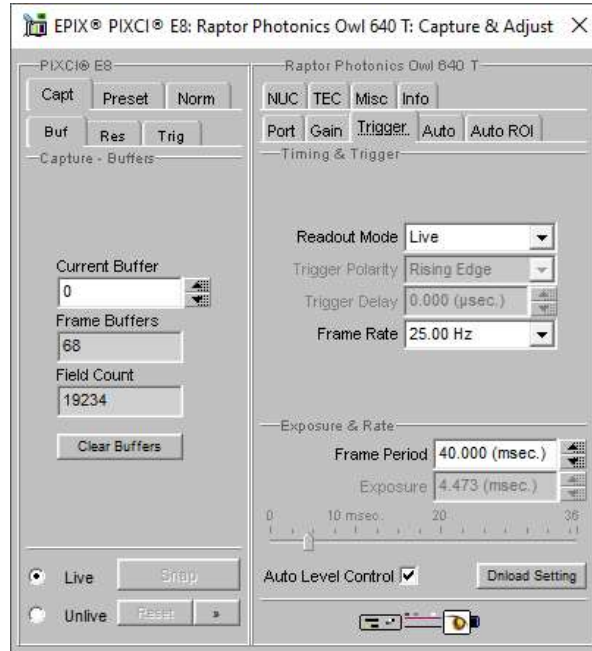 EPIX® PIXCI® E8: Raptor Photonics Owl 640 T: Capture & Adjust
PIXCI® E8
Capt Preset Norm
Buf Res Trig
Capture - Buffers
Current Buffer
0
Frame Buffers
68
Field Count
19234
Clear Buffers
Live Snap
Unlive Reset »
Raptor Photonics Owl 640 T
NUC TEC Misc Info
Port Gain Trigger Auto Auto ROI
Timing & Trigger
Readout Mode Live
Trigger Polarity Rising Edge
Trigger Delay 0.000 (µsec.)
Frame Rate 25.00 Hz
Exposure & Rate
Frame Period 40.000 (msec.)
Exposure 4.473 (msec.)
0 10 msec. 20 36
Auto Level Control Dnload Setting